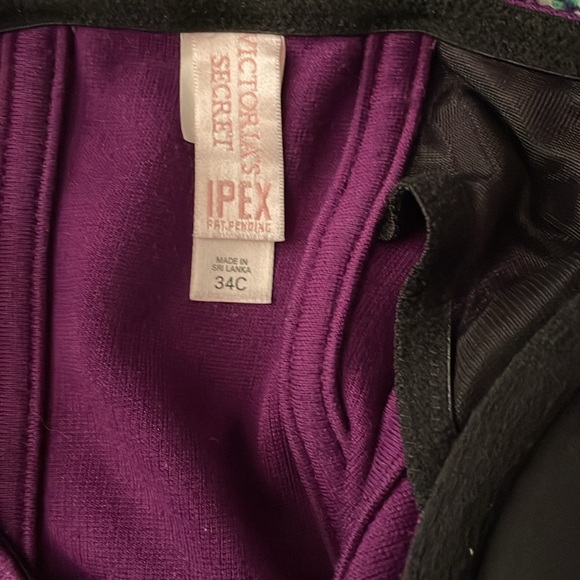 VICTORIA'S
SECRET
IPEX
PAT.PENDING
MADE IN
SRI LANKA
34C